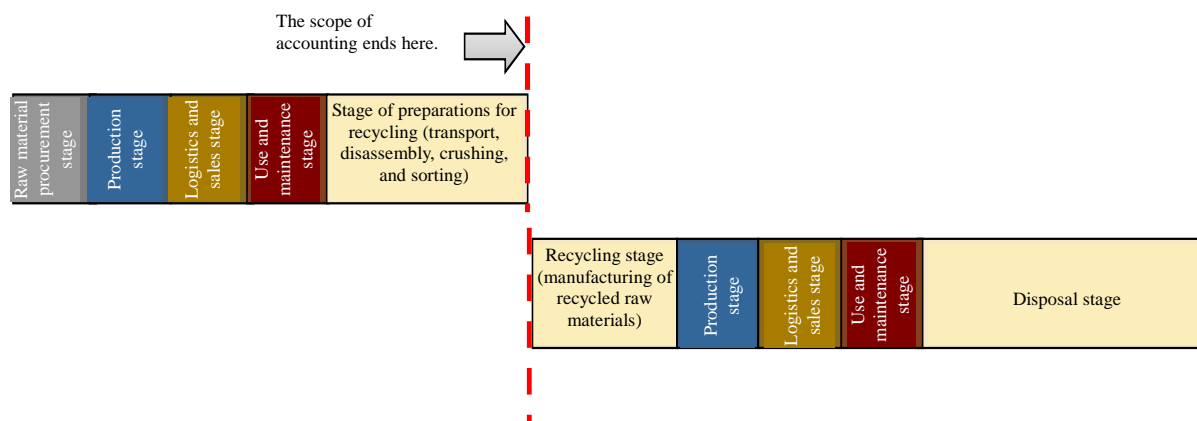 The scope of
accounting ends here.
Raw material
procurement
stage
Production
stage
Logistics and
sales stage
Use and
maintenance
stage
Stage of preparations for
recycling (transport,
disassembly, crushing,
and sorting)
Recycling stage
(manufacturing of
recycled raw
materials)
Production
stage
Logistics and
sales stage
Use and
maintenance
stage
Disposal stage